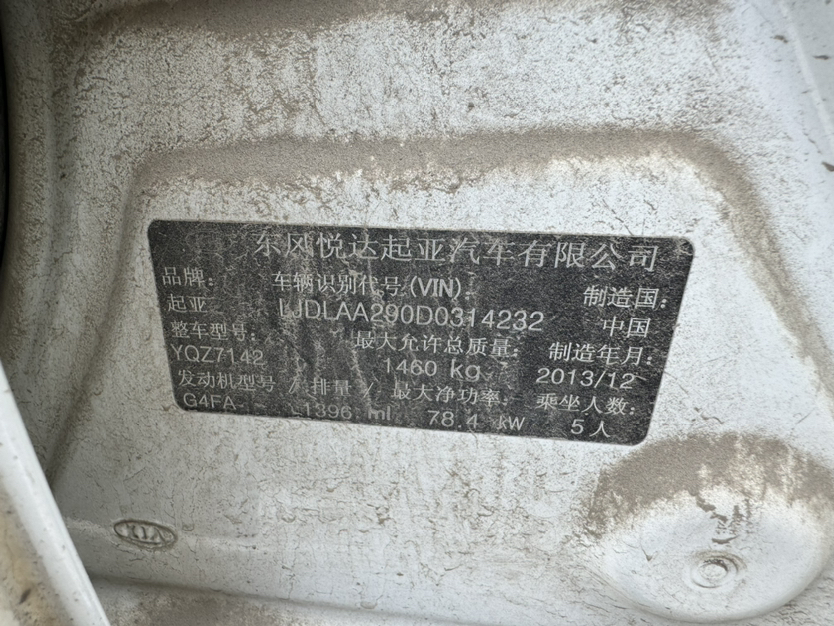 东风悦达起亚汽车有限公司
品牌： 车辆识别代号(VIN)： 制造国：
起亚 LJDLAA290D0314232 中国
整车型号： 最大允许总质量： 制造年月：
YQZ7142 1460 kg 2013/12
发动机型号 / 排量 / 最大净功率： 乘坐人数：
G4FA 1396 ml 78.4 kW 5人
KIA